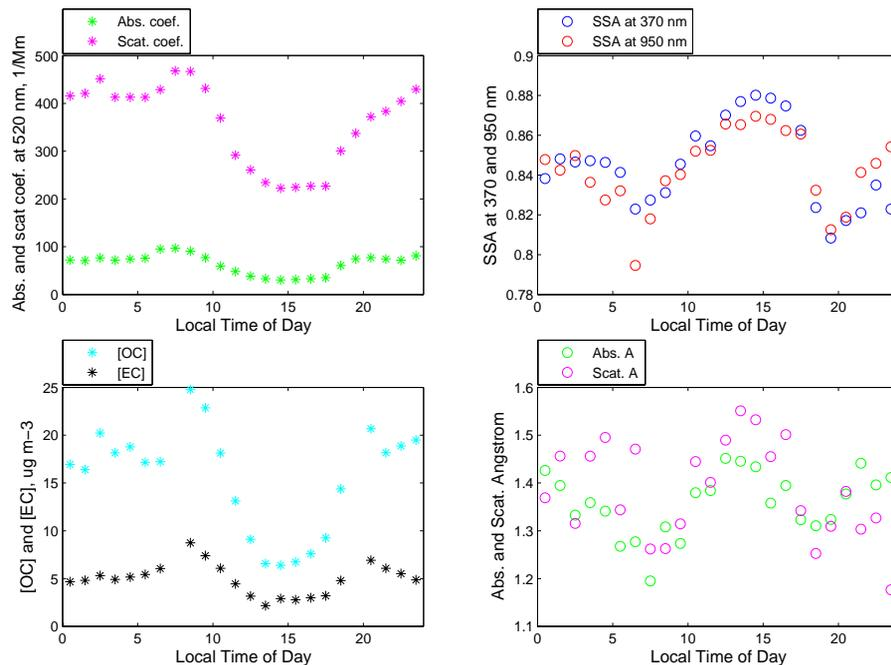 Abs. coef.
Scat. coef.
Abs. and scat coef. at 520 nm, 1/Mm
500
400
300
200
100
0
0 5 10 15 20
Local Time of Day
SSA at 370 nm
SSA at 950 nm
SSA at 370 and 950 nm
0.9
0.88
0.86
0.84
0.82
0.8
0.78
0 5 10 15 20
Local Time of Day
[OC]
[EC]
[OC] and [EC], ug m−3
25
20
15
10
5
0
0 5 10 15 20
Local Time of Day
Abs. A
Scat. A
Abs. and Scat. Angstrom
1.6
1.5
1.4
1.3
1.2
1.1
0 5 10 15 20
Local Time of Day